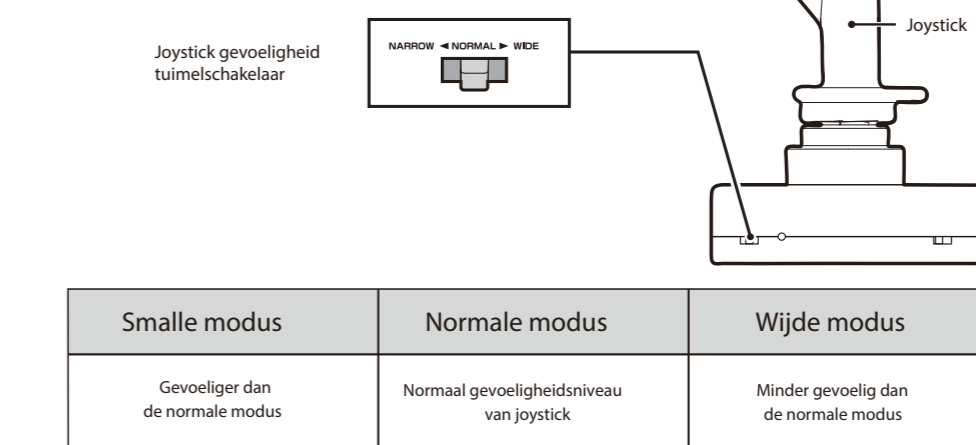 Joystick
Joystick gevoeligheid
tuimelschakelaar
NARROW ◄ NORMAL ► WIDE
Smalle modus
Normale modus
Wijde modus
Gevoeliger dan
de normale modus
Normaal gevoeligheidsniveau
van joystick
Minder gevoelig dan
de normale modus